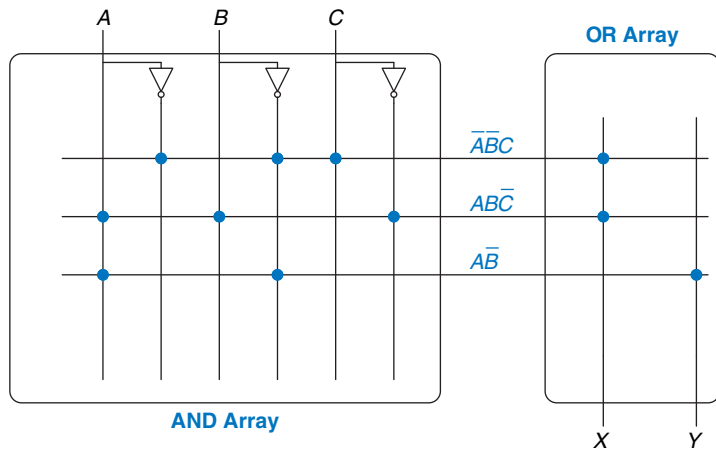 A B C
OR Array
A̅B̅C
ABC̅
AB̅
AND Array
X Y